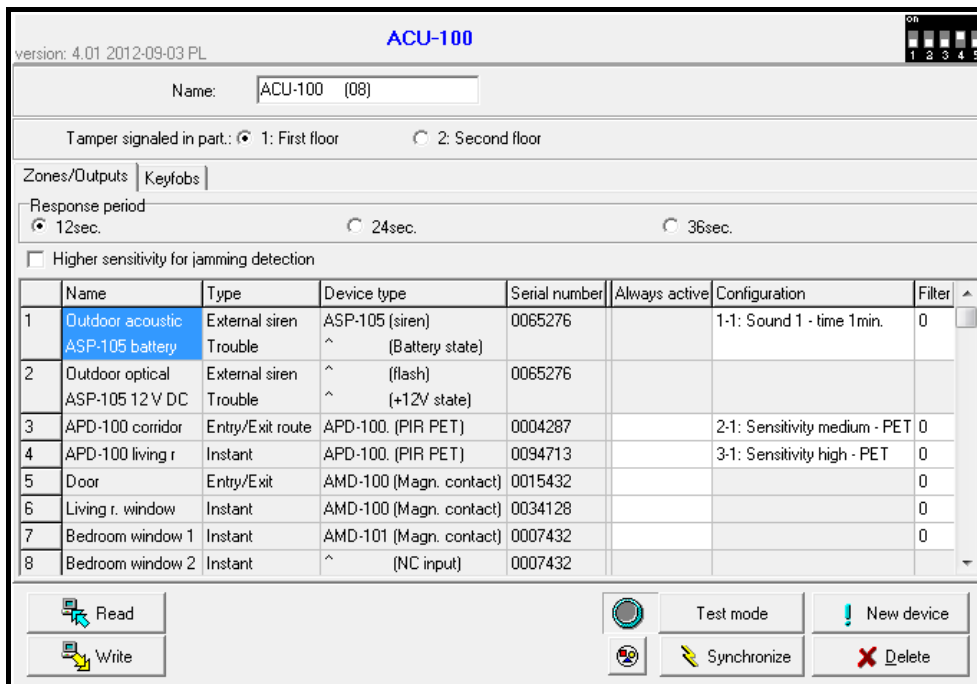 ACU-100
on
version: 4.01 2012-09-03 PL
1 2 3 4 5
Name: ACU-100 (08)
Tamper signaled in part.: 1: First floor 2: Second floor
Zones/Outputs Keyfobs
Response period
12sec. 24sec. 36sec.
Higher sensitivity for jamming detection
Name Type Device type Serial number Always active Configuration Filter
1 Outdoor acoustic External siren ASP-105 (siren) 0065276 1-1: Sound 1 - time 1min. 0
ASP-105 battery Trouble ^ (Battery state)
2 Outdoor optical External siren ^ (flash) 0065276
ASP-105 12 V DC Trouble ^ (+12V state)
3 APD-100 corridor Entry/Exit route APD-100. (PIR PET) 0004287 2-1: Sensitivity medium - PET 0
4 APD-100 living r Instant APD-100. (PIR PET) 0094713 3-1: Sensitivity high - PET 0
5 Door Entry/Exit AMD-100 (Magn. contact) 0015432 0
6 Living r. window Instant AMD-100 (Magn. contact) 0034128 0
7 Bedroom window 1 Instant AMD-101 (Magn. contact) 0007432 0
8 Bedroom window 2 Instant ^ (NC input) 0007432
Read Test mode New device
Write Synchronize Delete